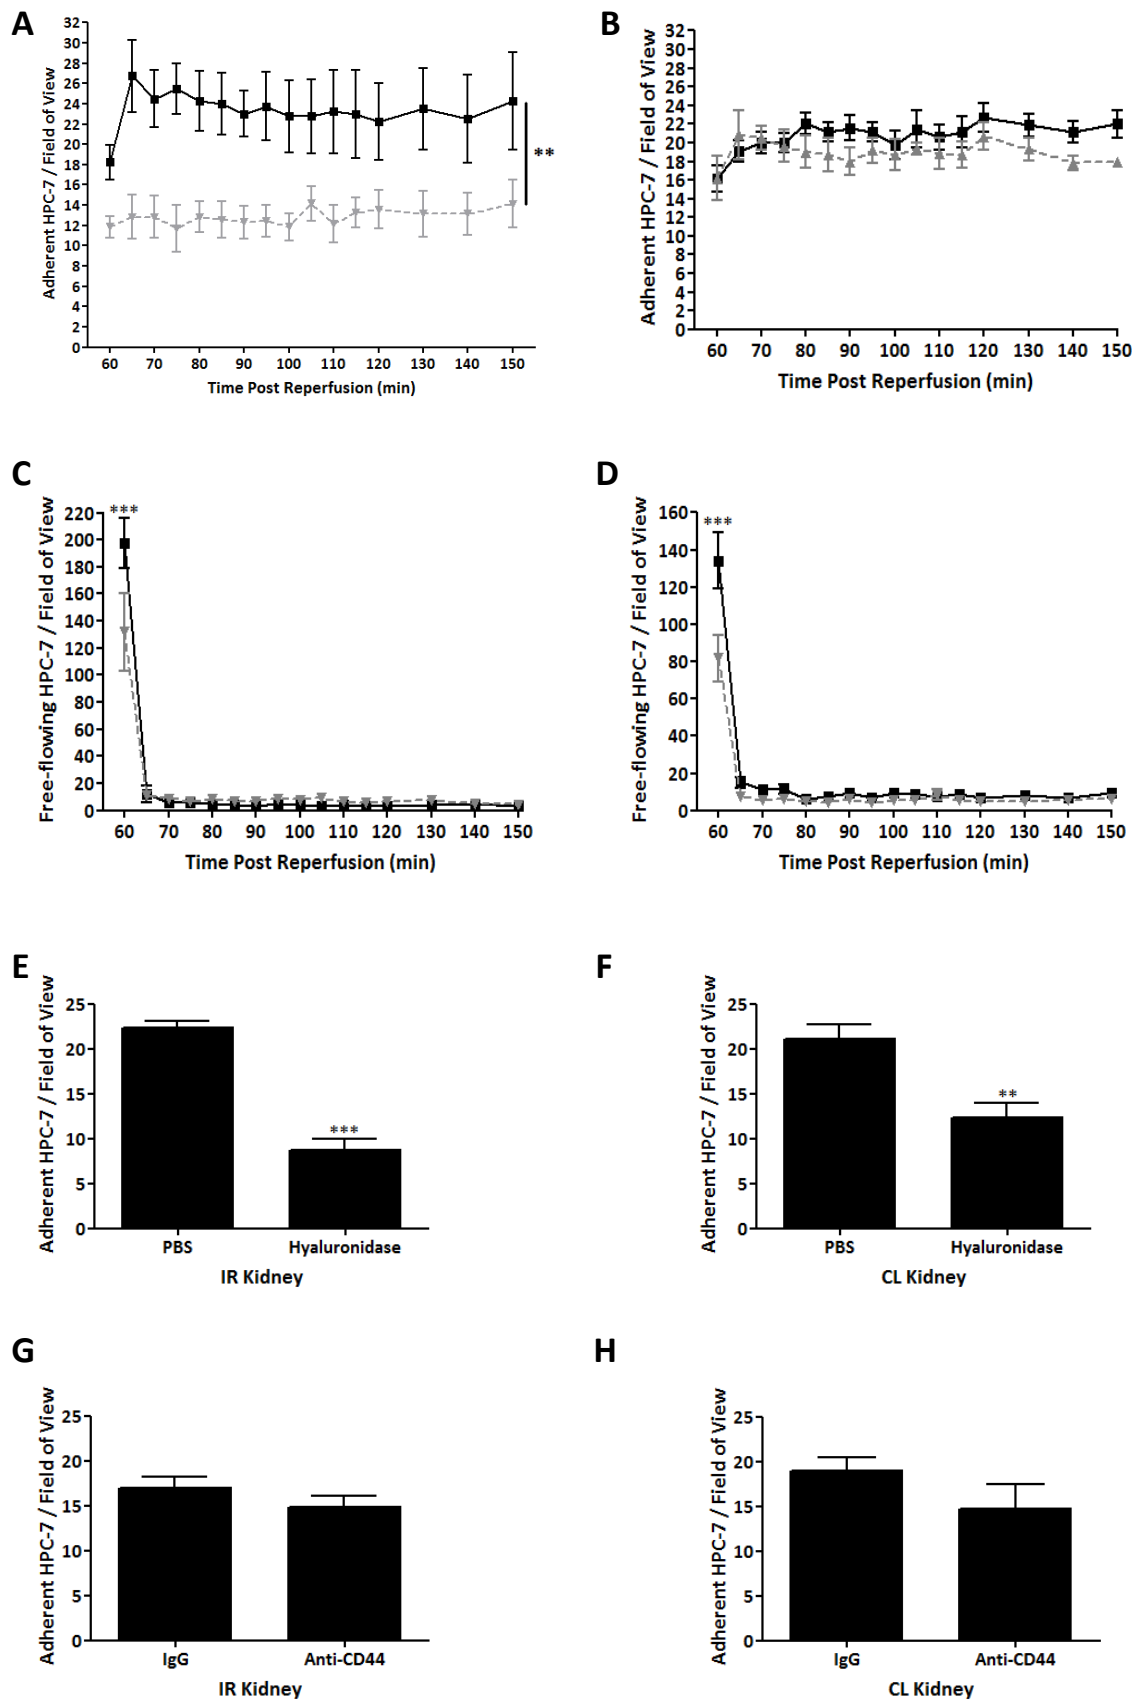 A
Adherent HPC-7 / Field of View
32
30
28
26
24
22
20
18
16
14
12
10
8
6
4
2
0
**
60 70 80 90 100 110 120 130 140 150
Time Post Reperfusion (min)
B
Adherent HPC-7 / Field of View
32
30
28
26
24
22
20
18
16
14
12
10
8
6
4
2
0
60 70 80 90 100 110 120 130 140 150
Time Post Reperfusion (min)
C
Free-flowing HPC-7 / Field of View
220
200
180
160
140
120
100
80
60
40
20
0
***
60 70 80 90 100 110 120 130 140 150
Time Post Reperfusion (min)
D
Free-flowing HPC-7 / Field of View
160
140
120
100
80
60
40
20
0
***
60 70 80 90 100 110 120 130 140 150
Time Post Reperfusion (min)
E
Adherent HPC-7 / Field of View
25
20
15
10
5
0
***
PBS Hyaluronidase
IR Kidney
F
Adherent HPC-7 / Field of View
25
20
15
10
5
0
**
PBS Hyaluronidase
CL Kidney
G
Adherent HPC-7 / Field of View
25
20
15
10
5
0
IgG Anti-CD44
IR Kidney
H
Adherent HPC-7 / Field of View
25
20
15
10
5
0
IgG Anti-CD44
CL Kidney